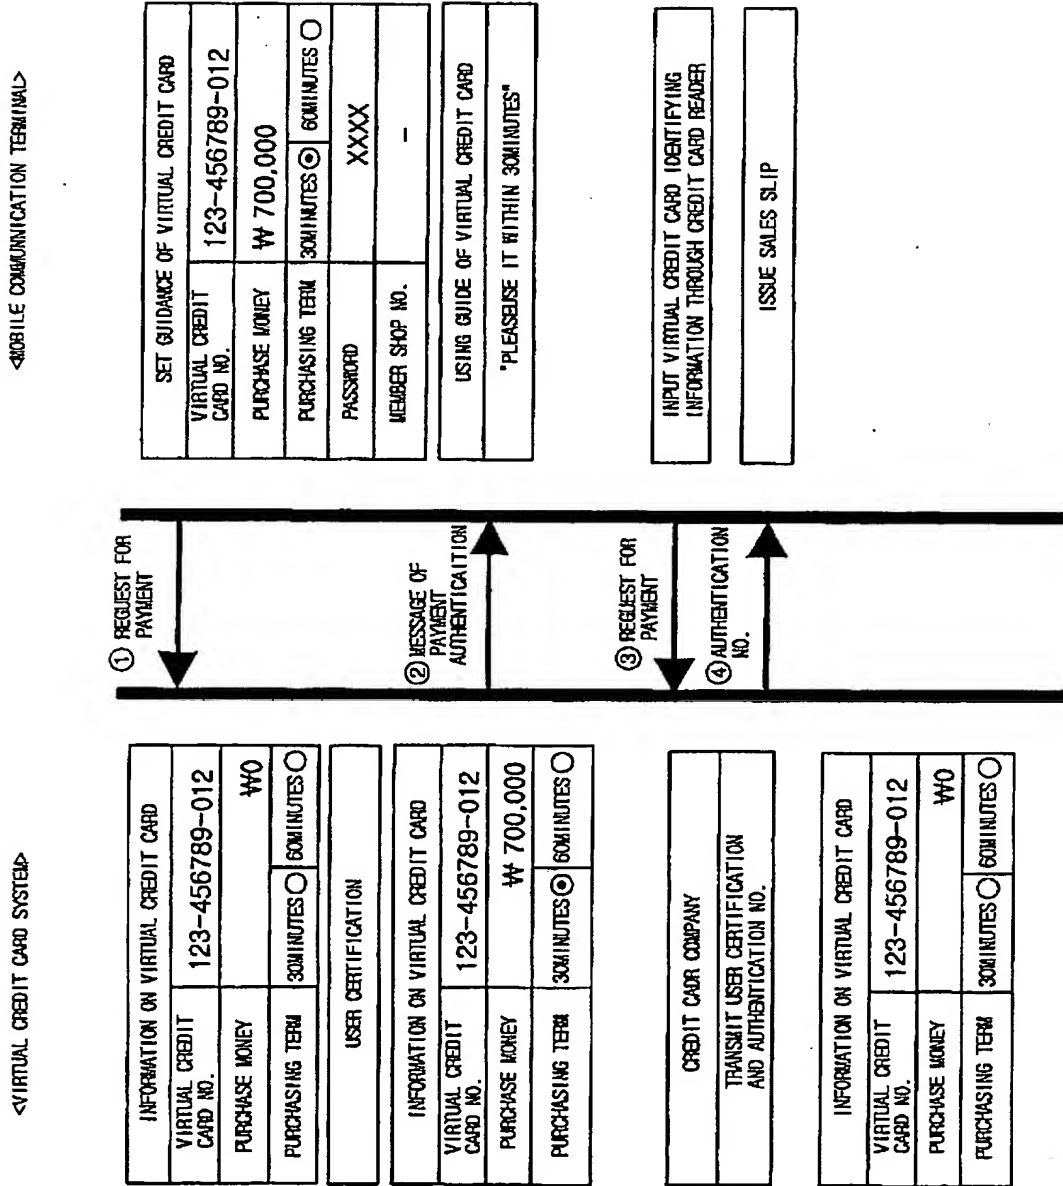 <VIRTUAL CREDIT CARD SYSTEM>
<MOBILE COMMUNNICATION TERMINAL>
INFORMATION ON VIRTUAL CREDIT CARD
VIRTUAL CREDIT
CARD NO.
123-456789-012
PURCHASE MONEY
₩0
PURCHASING TERM
30MINUTES
60MINUTES
USER CERTIFICATION
INFORMATION ON VIRTUAL CREDIT CARD
VIRTUAL CREDIT
CARD NO.
123-456789-012
PURCHASE MONEY
₩ 700,000
PURCHASING TERM
30MINUTES
60MINUTES
CREDIT CADR COMPANY
TRANSMIT USER CERTIFICATION
AND AUTHENTICATION NO.
INFORMATION ON VIRTUAL CREDIT CARD
VIRTUAL CREDIT
CARD NO.
123-456789-012
PURCHASE MONEY
₩0
PURCHASING TERM
30MINUTES
60MINUTES
① REGUEST FOR
PAYMENT
② MESSAGE OF
PAYMENT
AUTHENTICAITION
③ REGUEST FOR
PAYMENT
④ AUTHENTICATION
NO.
SET GUIDANCE OF VIRTUAL CREDIT CARD
VIRTUAL CREDIT
CARD NO.
123-456789-012
PURCHASE MONEY
₩ 700,000
PURCHASING TERM
30MINUTES
60MINUTES
PASSWORD
XXXX
MEMBER SHOP NO.
-
USING GUIDE OF VIRTUAL CREDIT CARD
"PLEASEUSE IT WITHIN 30MINUTES"
INPUT VIRTUAL CREDIT CARD IDENTIFYING
INFORMATION THROUGH CREDIT CARD READER
ISSUE SALES SLIP